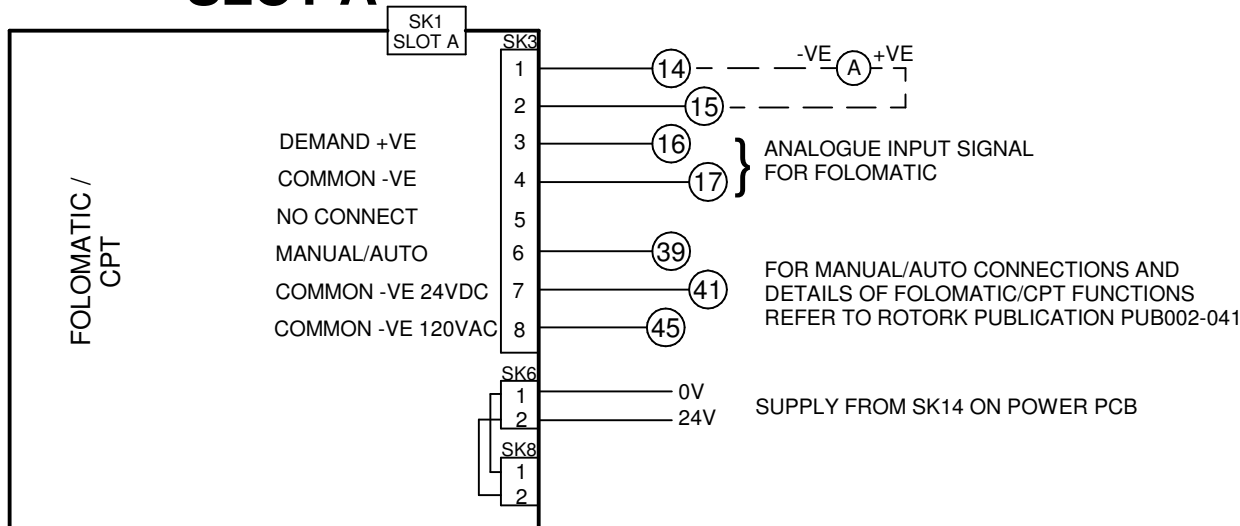 SLOT A
SK1
SLOT A
SK3
1
14
-VE
A
+VE
2
15
DEMAND +VE
3
16
COMMON -VE
4
17
}
ANALOGUE INPUT SIGNAL
FOR FOLOMATIC
NO CONNECT
5
MANUAL/AUTO
6
39
COMMON -VE 24VDC
7
41
COMMON -VE 120VAC
8
45
FOR MANUAL/AUTO CONNECTIONS AND
DETAILS OF FOLOMATIC/CPT FUNCTIONS
REFER TO ROTORK PUBLICATION PUB002-041
FOLOMATIC /
CPT
SK6
1
0V
2
24V
SUPPLY FROM SK14 ON POWER PCB
SK8
1
2